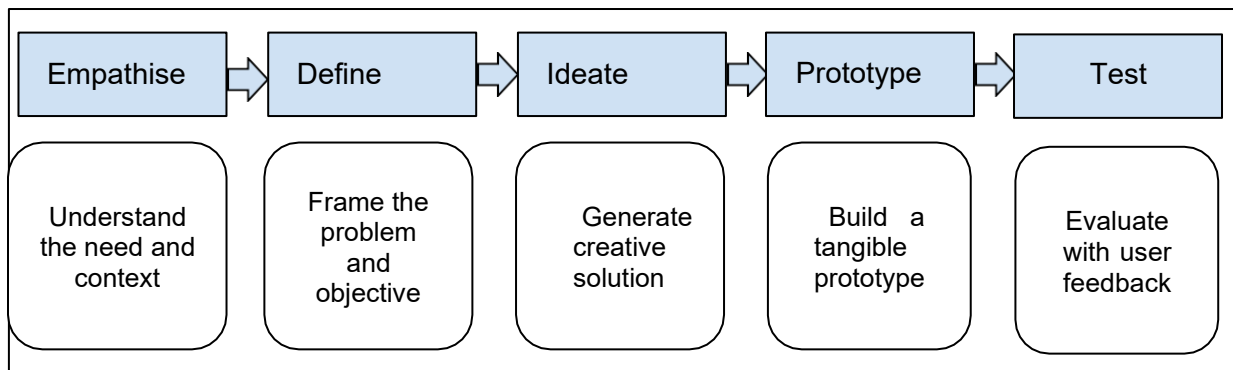 Empathise
Define
Ideate
Prototype
Test
Understand
the need and
context
Frame the
problem
and
objective
Generate
creative
solution
Build a
tangible
prototype
Evaluate
with user
feedback